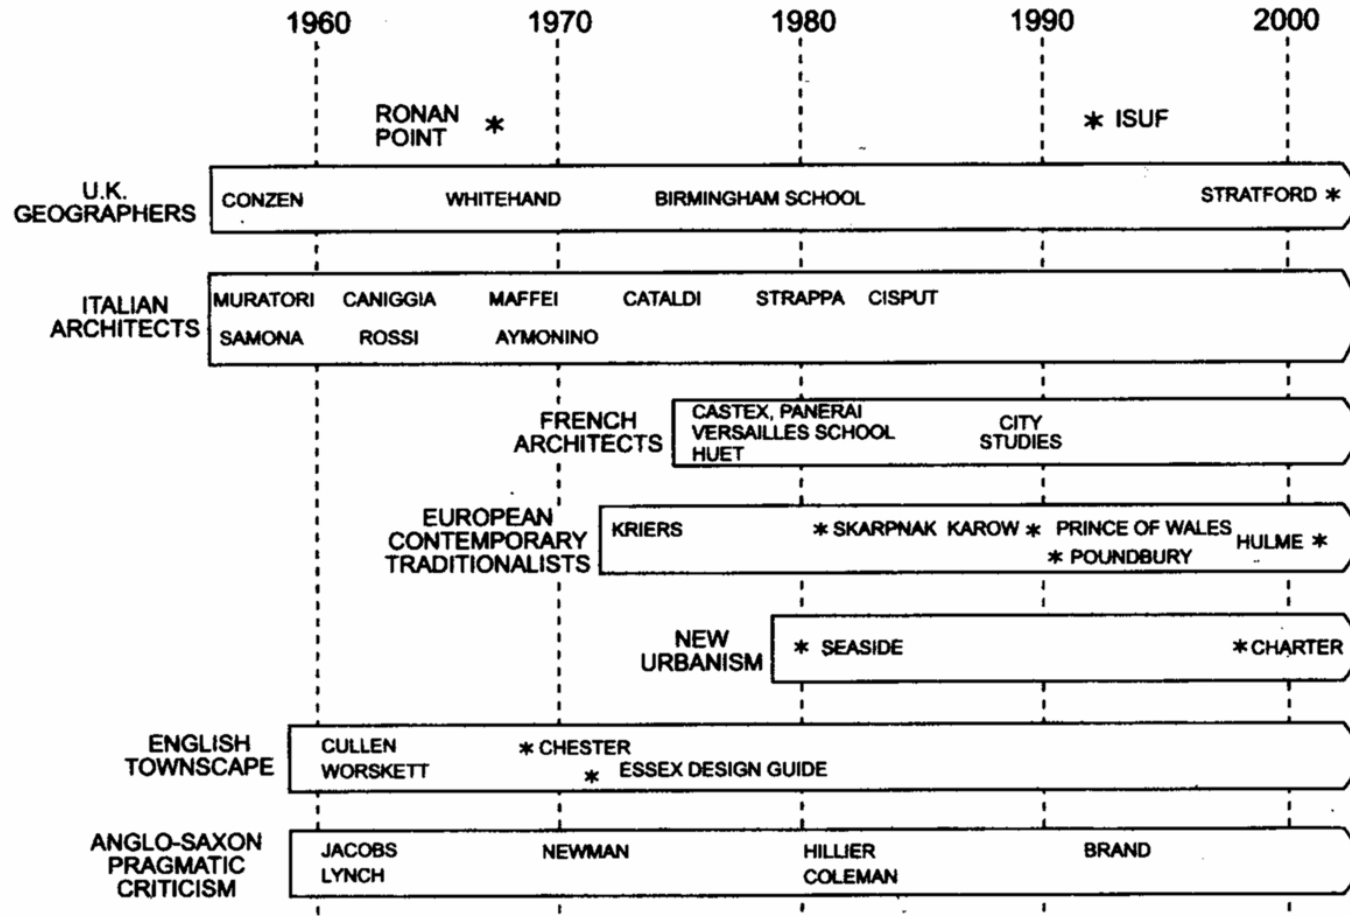 1960 1970 1980 1990 2000
RONAN
POINT *
* ISUF
U.K.
GEOGRAPHERS
CONZEN WHITEHAND BIRMINGHAM SCHOOL STRATFORD *
ITALIAN
ARCHITECTS
MURATORI CANIGGIA MAFFEI CATALDI STRAPPA CISPUT
SAMONA ROSSI AYMONINO
FRENCH
ARCHITECTS
CASTEX, PANERAI
VERSAILLES SCHOOL
HUET
CITY
STUDIES
EUROPEAN
CONTEMPORARY
TRADITIONALISTS
KRIERS * SKARPNAK KAROW * PRINCE OF WALES
* POUNDBURY
HULME *
NEW
URBANISM
* SEASIDE * CHARTER
ENGLISH
TOWNSCAPE
CULLEN * CHESTER
WORSKETT * ESSEX DESIGN GUIDE
ANGLO-SAXON
PRAGMATIC
CRITICISM
JACOBS NEWMAN HILLIER BRAND
LYNCH COLEMAN